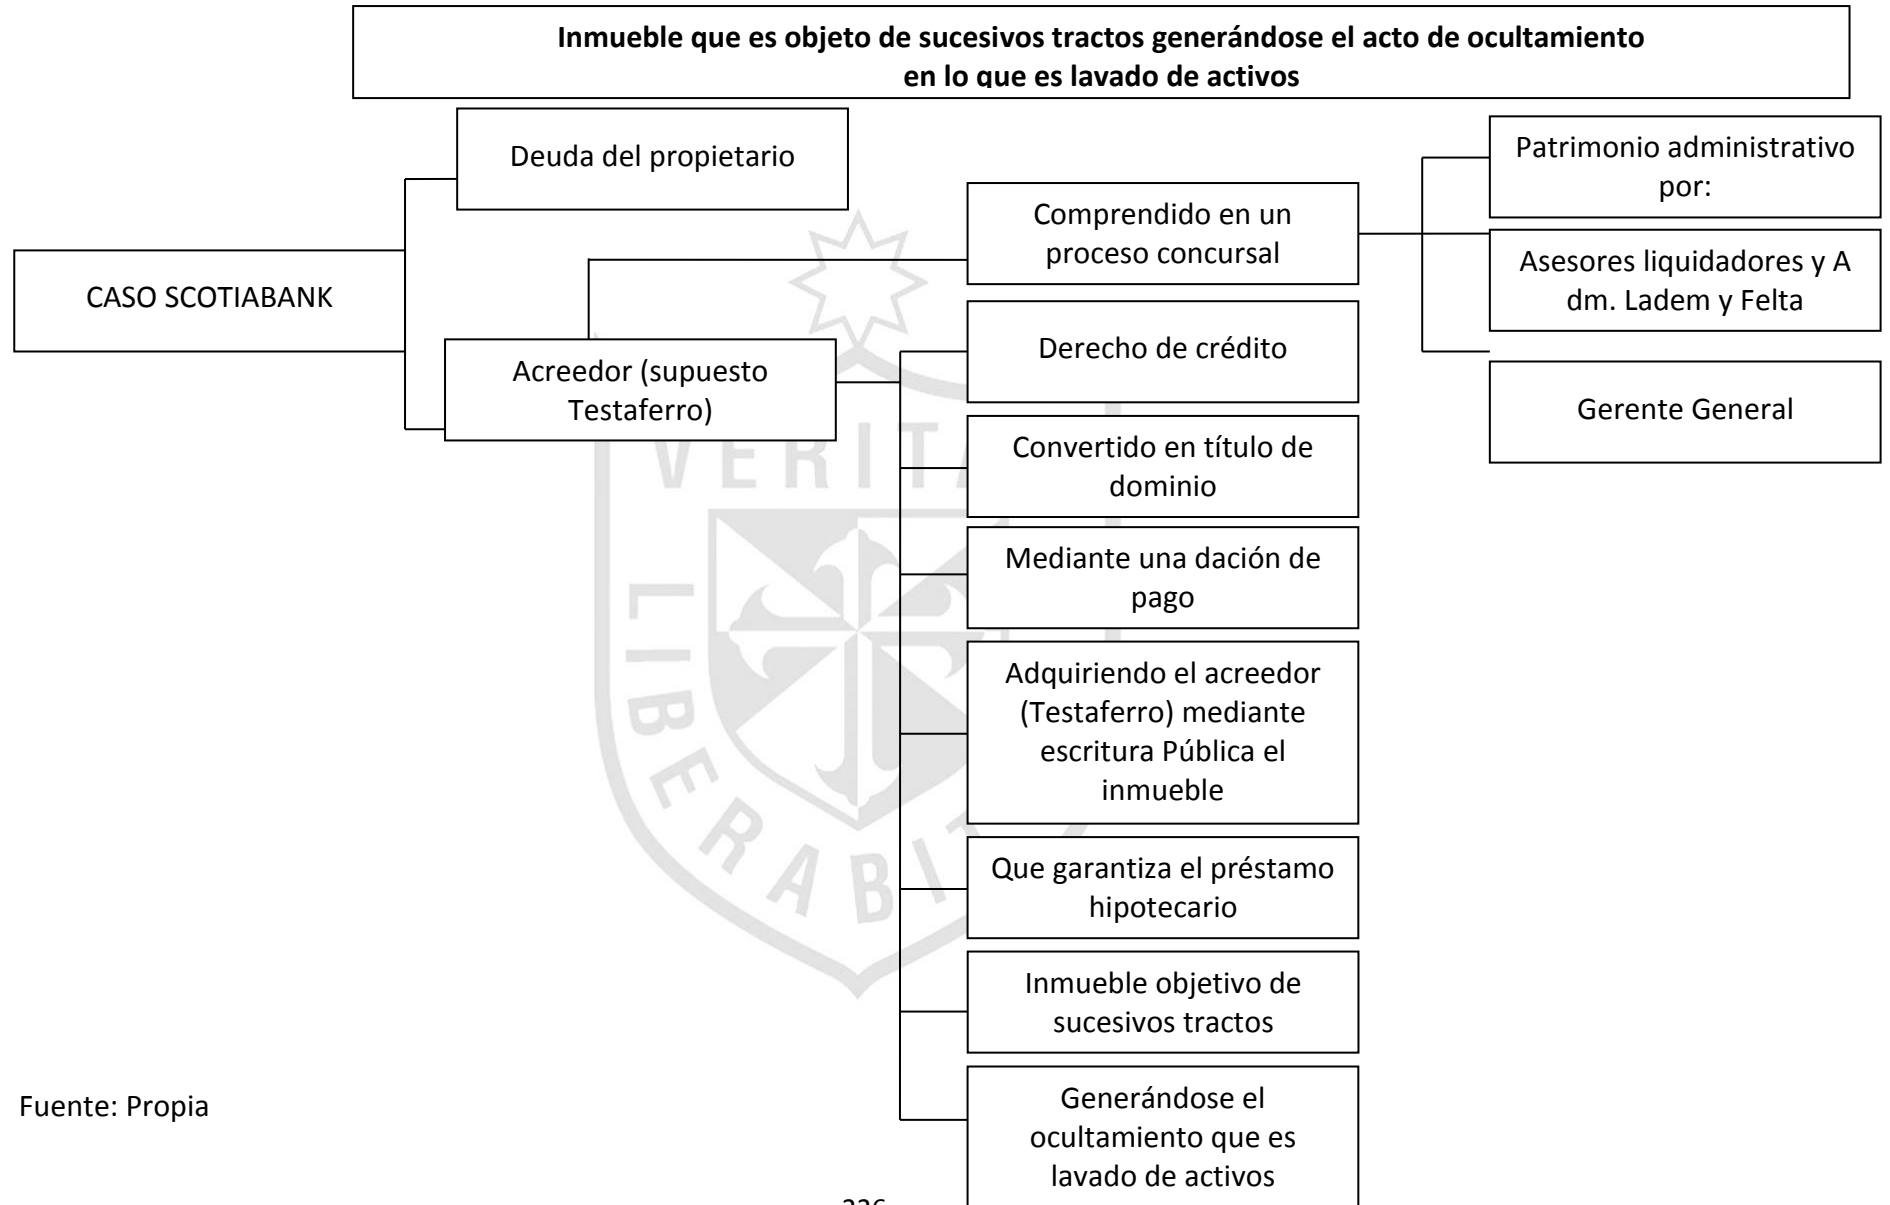 Inmueble que es objeto de sucesivos tractos generándose el acto de ocultamiento
en lo que es lavado de activos
Deuda del propietario
CASO SCOTIABANK
Acreedor (supuesto
Testaferro)
Comprendido en un
proceso concursal
Derecho de crédito
Convertido en título de
dominio
Mediante una dación de
pago
Adquiriendo el acreedor
(Testaferro) mediante
escritura Pública el
inmueble
Que garantiza el préstamo
hipotecario
Inmueble objetivo de
sucesivos tractos
Generándose el
ocultamiento que es
lavado de activos
Patrimonio administrativo
por:
Asesores liquidadores y A
dm. Ladem y Felta
Gerente General
VERITA
LIBERABIT
Fuente: Propia